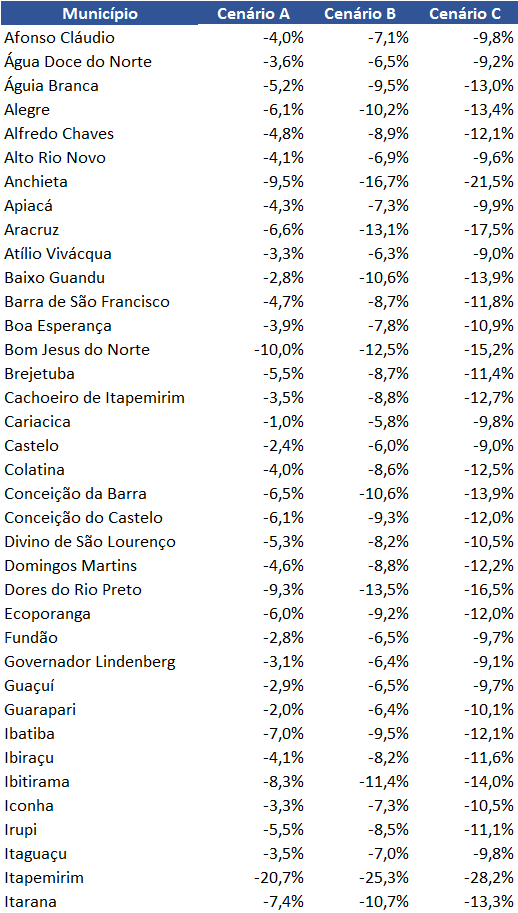 Município Cenário A Cenário B Cenário C
Afonso Cláudio -4,0% -7,1% -9,8%
Água Doce do Norte -3,6% -6,5% -9,2%
Águia Branca -5,2% -9,5% -13,0%
Alegre -6,1% -10,2% -13,4%
Alfredo Chaves -4,8% -8,9% -12,1%
Alto Rio Novo -4,1% -6,9% -9,6%
Anchieta -9,5% -16,7% -21,5%
Apiacá -4,3% -7,3% -9,9%
Aracruz -6,6% -13,1% -17,5%
Atílio Vivácqua -3,3% -6,3% -9,0%
Baixo Guandu -2,8% -10,6% -13,9%
Barra de São Francisco -4,7% -8,7% -11,8%
Boa Esperança -3,9% -7,8% -10,9%
Bom Jesus do Norte -10,0% -12,5% -15,2%
Brejetuba -5,5% -8,7% -11,4%
Cachoeiro de Itapemirim -3,5% -8,8% -12,7%
Cariacica -1,0% -5,8% -9,8%
Castelo -2,4% -6,0% -9,0%
Colatina -4,0% -8,6% -12,5%
Conceição da Barra -6,5% -10,6% -13,9%
Conceição do Castelo -6,1% -9,3% -12,0%
Divino de São Lourenço -5,3% -8,2% -10,5%
Domingos Martins -4,6% -8,8% -12,2%
Dores do Rio Preto -9,3% -13,5% -16,5%
Ecoporanga -6,0% -9,2% -12,0%
Fundão -2,8% -6,5% -9,7%
Governador Lindenberg -3,1% -6,4% -9,1%
Guaçuí -2,9% -6,5% -9,7%
Guarapari -2,0% -6,4% -10,1%
Ibatiba -7,0% -9,5% -12,1%
Ibiraçu -4,1% -8,2% -11,6%
Ibitirama -8,3% -11,4% -14,0%
Iconha -3,3% -7,3% -10,5%
Irupi -5,5% -8,5% -11,1%
Itaguaçu -3,5% -7,0% -9,8%
Itapemirim -20,7% -25,3% -28,2%
Itarana -7,4% -10,7% -13,3%